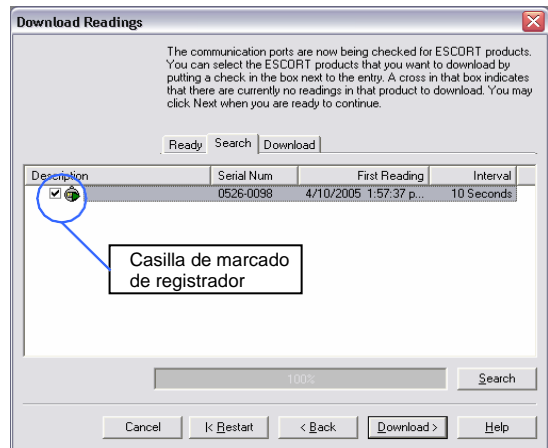 Download Readings
The communication ports are now being checked for ESCORT products.
You can select the ESCORT products that you want to download by
putting a check in the box next to the entry. A cross in that box indicates
that there are currently no readings in that product to download. You may
click Next when you are ready to continue.
Ready Search Download
Description Serial Num First Reading Interval
0526-0098 4/10/2005 1:57:37 p... 10 Seconds
Casilla de marcado
de registrador
100% Search
Cancel |< Restart < Back Download > Help